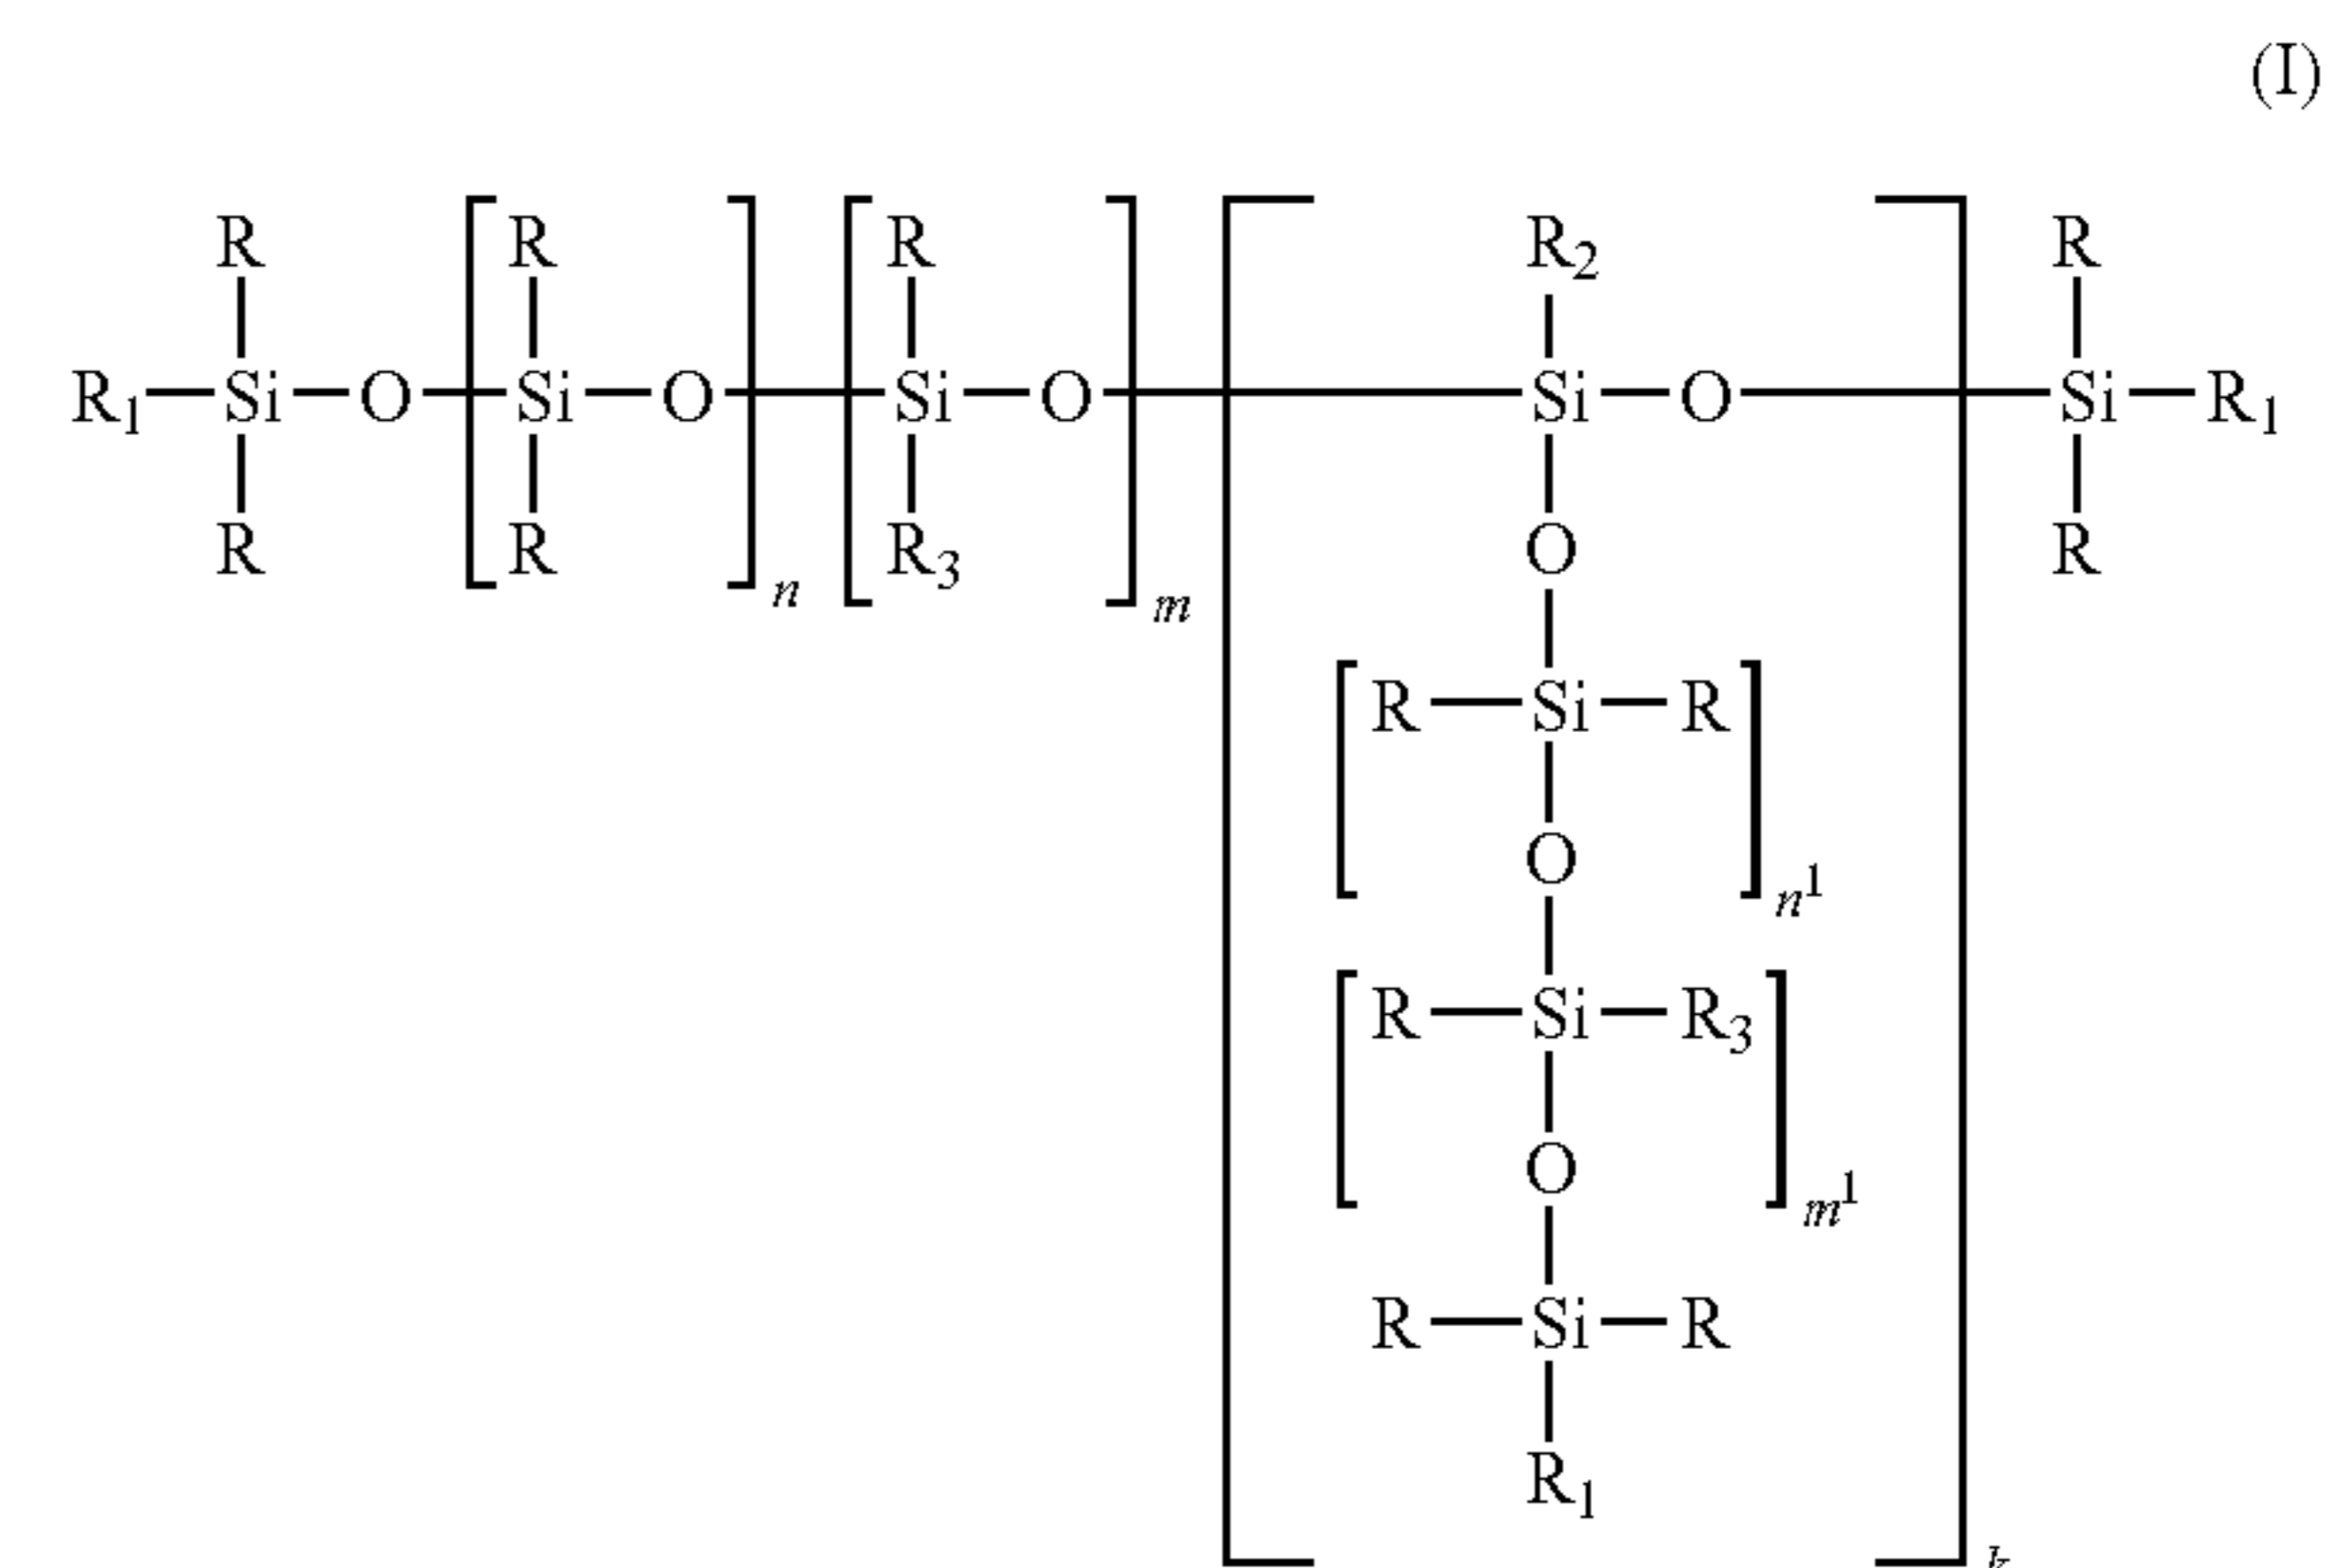 (I)
R R R R2 R
R1 Si O Si O Si O Si O Si R1
R R R3 O R
n m
R Si R
O
n1
R Si R3
O
m1
R Si R
R1
k